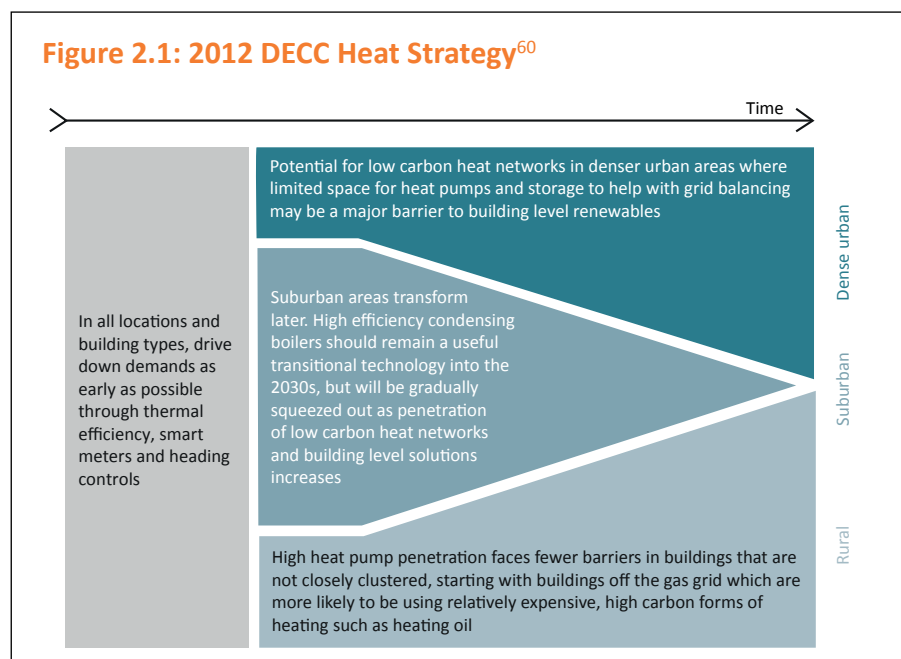 Figure 2.1: 2012 DECC Heat Strategy60
Time
Potential for low carbon heat networks in denser urban areas where
limited space for heat pumps and storage to help with grid balancing
may be a major barrier to building level renewables
Dense urban
In all locations and
building types, drive
down demands as
early as possible
through thermal
efficiency, smart
meters and heading
controls
Suburban areas transform
later. High efficiency condensing
boilers should remain a useful
transitional technology into the
2030s, but will be gradually
squeezed out as penetration
of low carbon heat networks
and building level solutions
increases
Suburban
High heat pump penetration faces fewer barriers in buildings that are
not closely clustered, starting with buildings off the gas grid which are
more likely to be using relatively expensive, high carbon forms of
heating such as heating oil
Rural